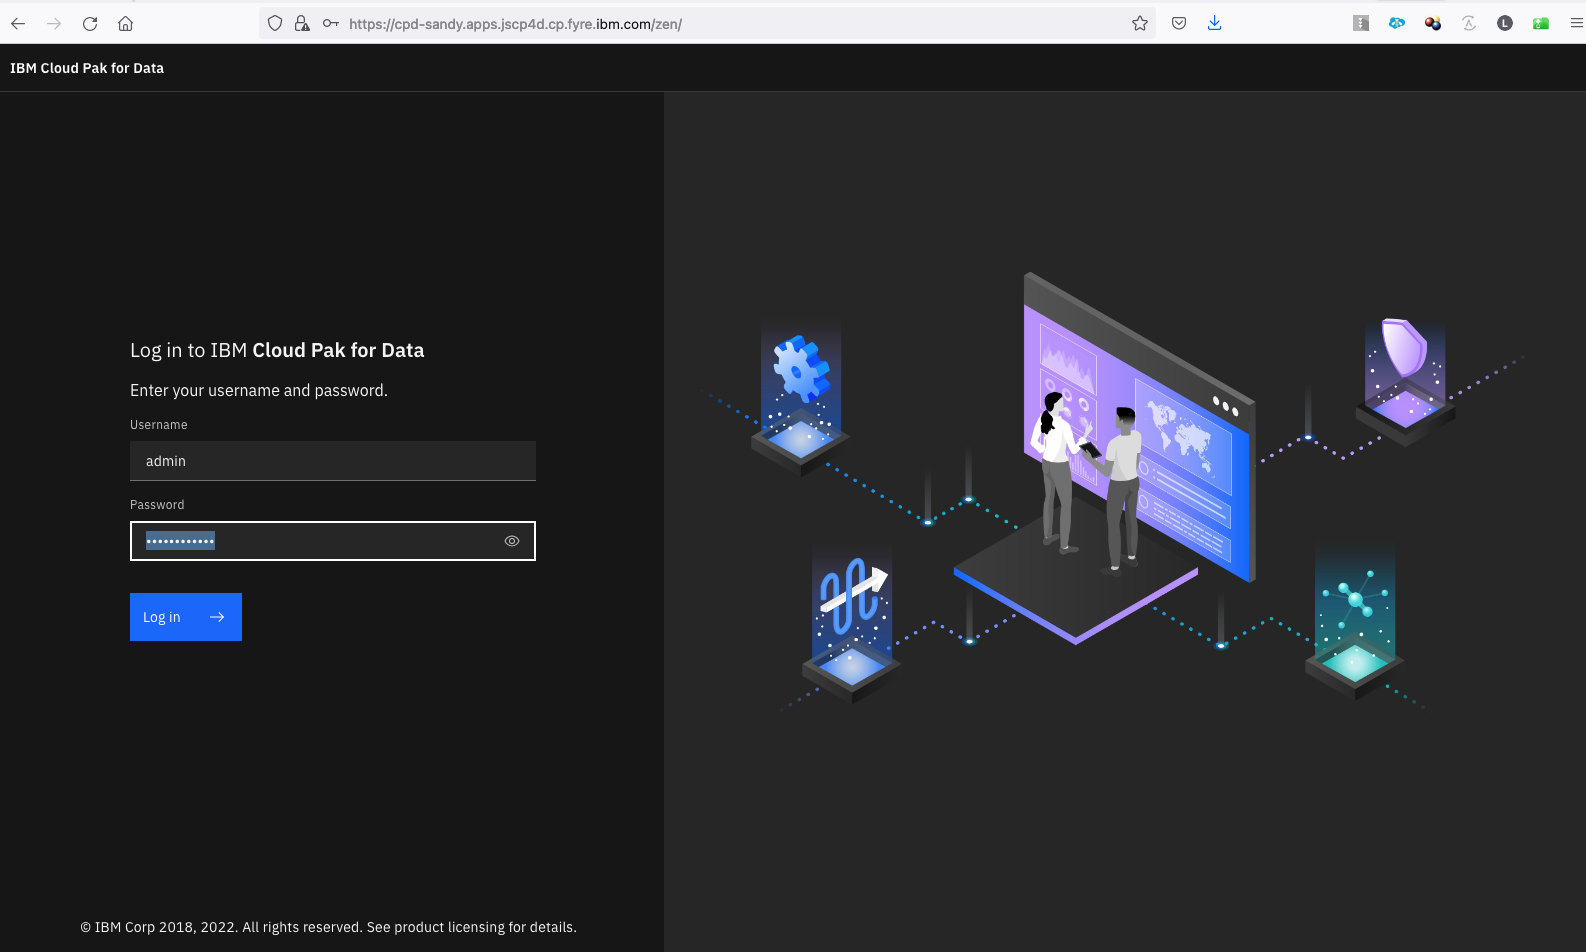 https://cpd-sandy.apps.jscp4d.cp.fyre.ibm.com/zen/
L
IBM Cloud Pak for Data
Log in to IBM Cloud Pak for Data
Enter your username and password.
Username
admin
Password
••••••••••••
Log in
© IBM Corp 2018, 2022. All rights reserved. See product licensing for details.